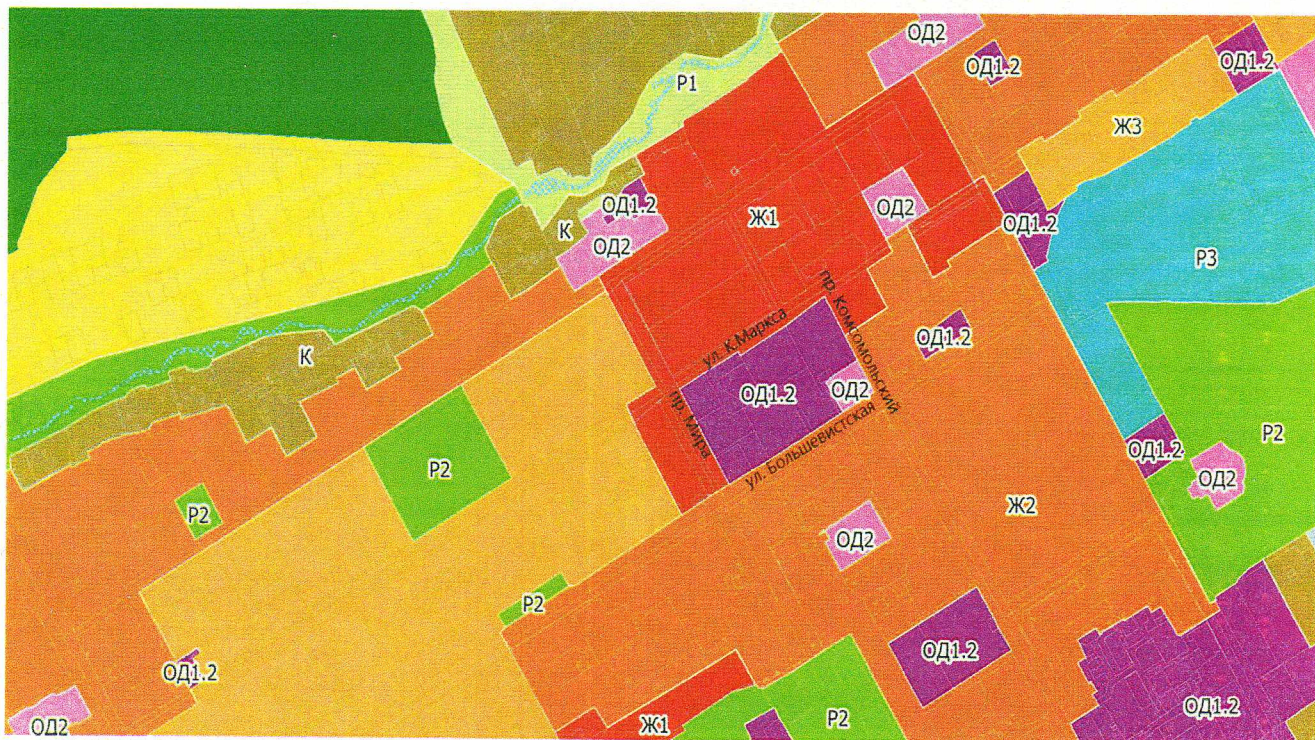 ОД2
ОД1.2
ОД1.2
Р1
Ж3
ОД1.2
К
ОД2
Ж1
ОД2
ОД1.2
Р3
пр. Комсомольский
ул. К.Маркса
ОД1.2
К
ОД1.2
ОД2
пр. Мира
ул. Большевистская
Р2
Р2
ОД1.2
Р2
ОД2
Ж2
Р2
ОД2
Р2
ОД1.2
ОД1.2
ОД2
Ж1
Р2
ОД1.2